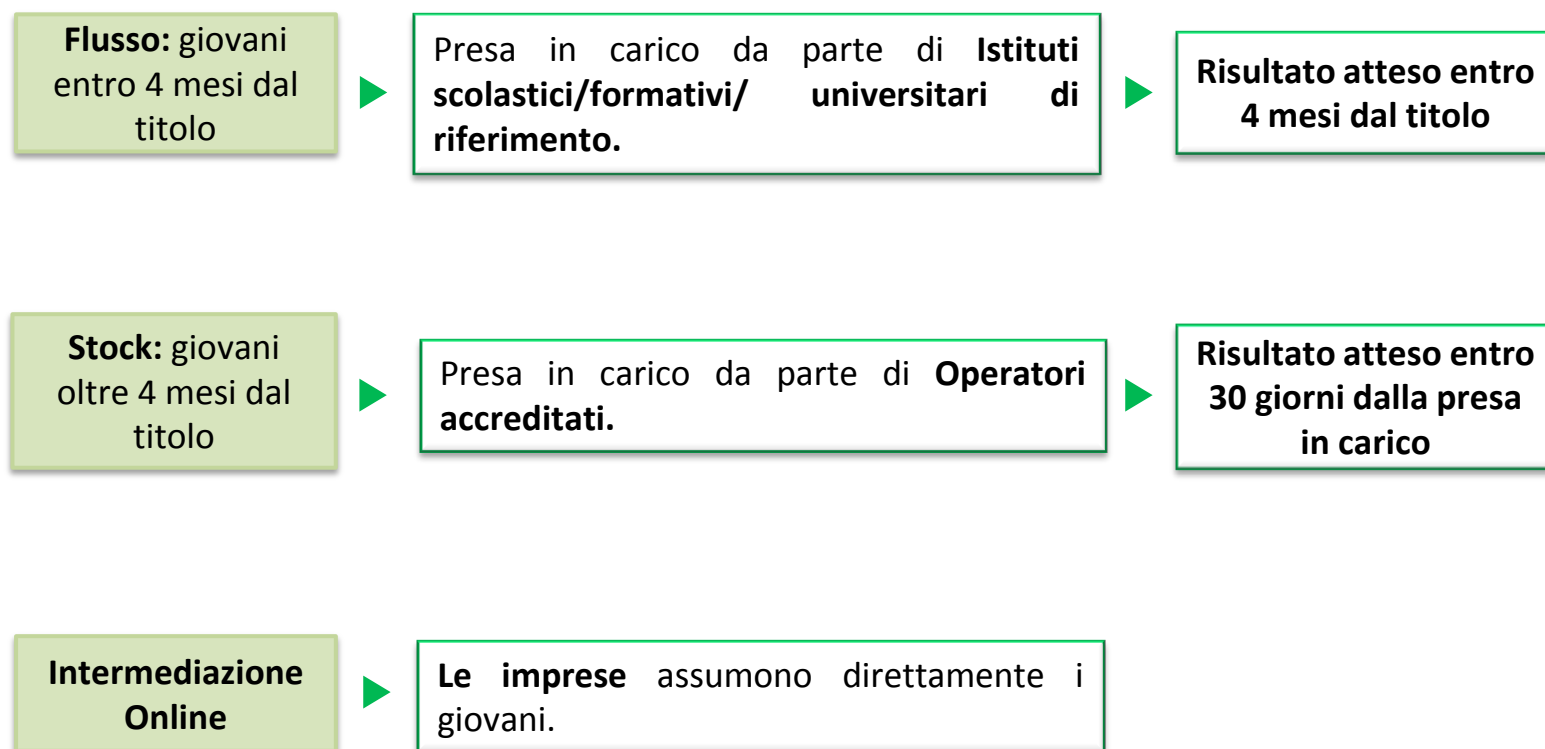 Flusso: giovani
entro 4 mesi dal
titolo
Presa in carico da parte di Istituti
scolastici/formativi/ universitari di
riferimento.
Risultato atteso entro
4 mesi dal titolo
Stock: giovani
oltre 4 mesi dal
titolo
Presa in carico da parte di Operatori
accreditati.
Risultato atteso entro
30 giorni dalla presa
in carico
Intermediazione
Online
Le imprese assumono direttamente i
giovani.